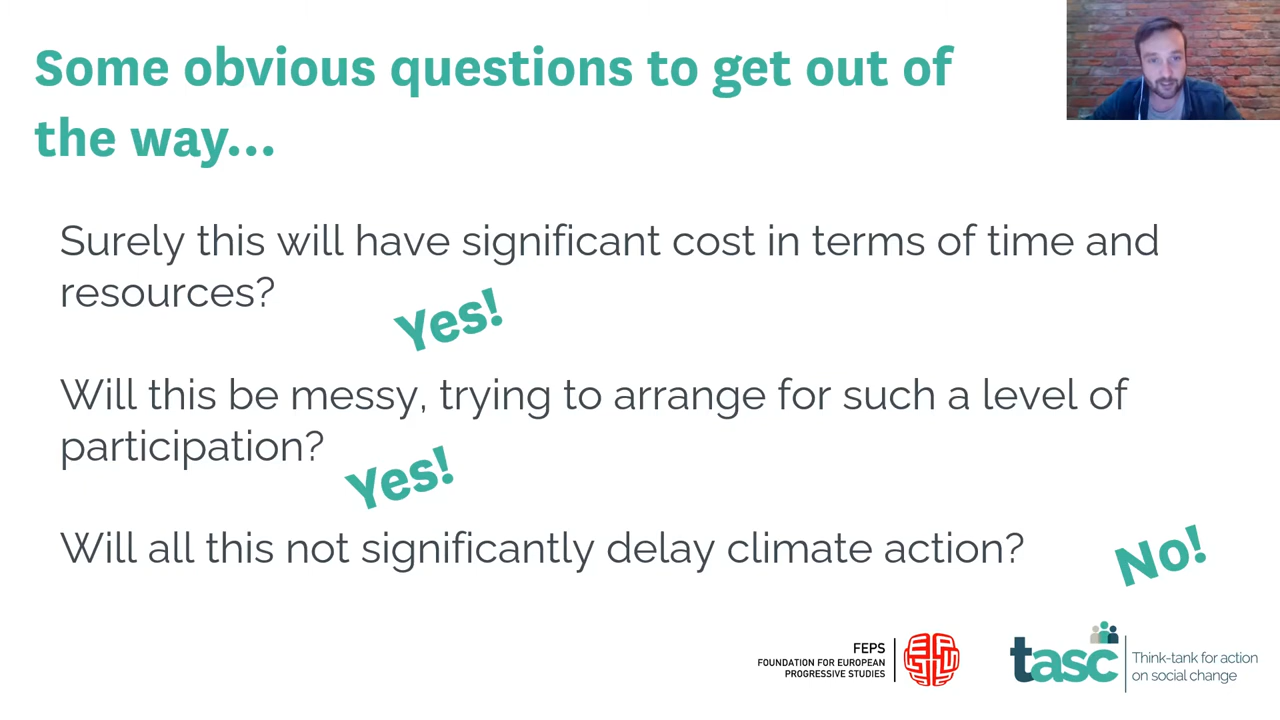 Some obvious questions to get out of
the way...
Surely this will have significant cost in terms of time and
resources?
Yes!
Will this be messy, trying to arrange for such a level of
participation?
Yes!
Will all this not significantly delay climate action?
No!
FEPS
FOUNDATION FOR EUROPEAN
PROGRESSIVE STUDIES
tasc
Think-tank for action
on social change